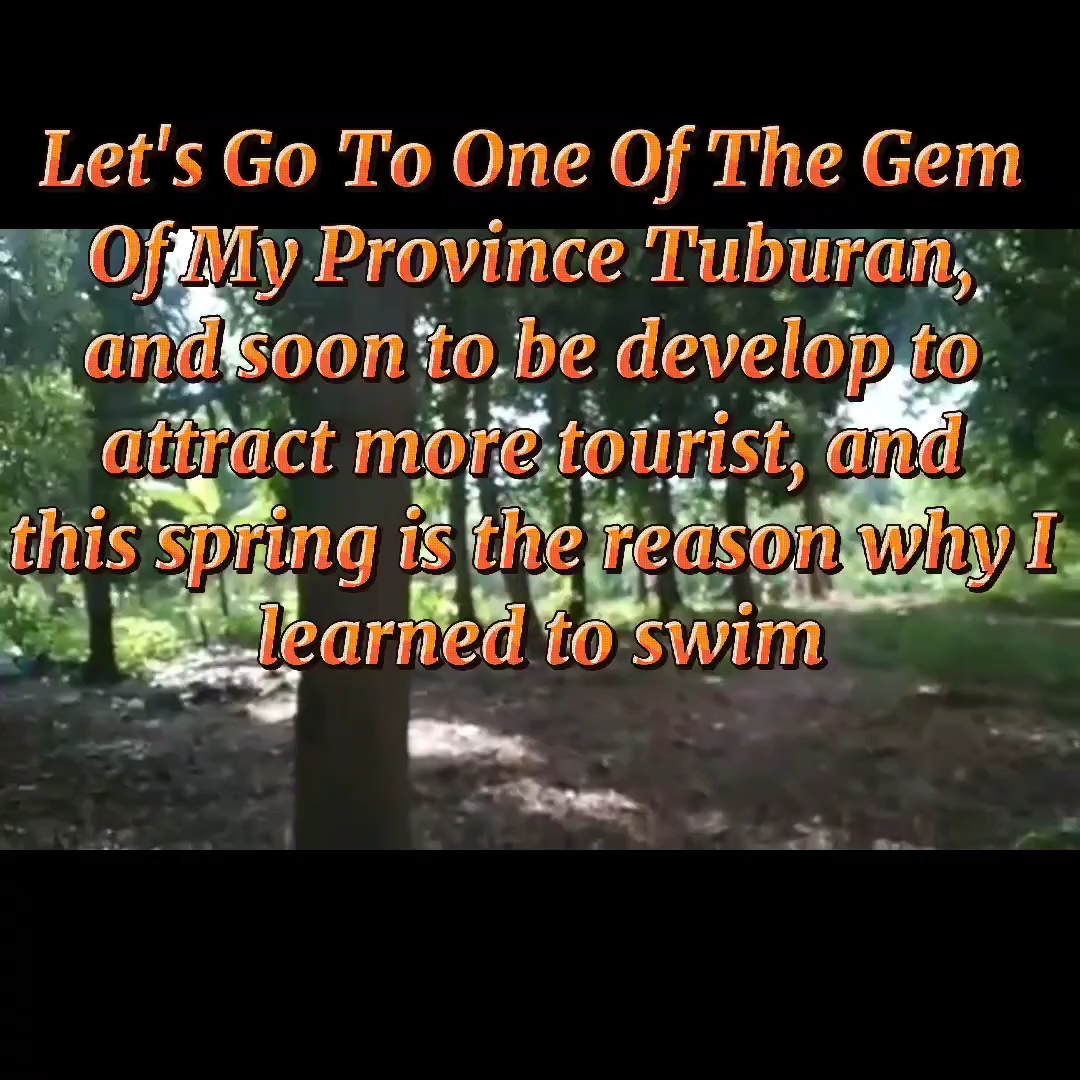 Let's Go To One Of The Gem
Of My Province Tuburan,
and soon to be develop to
attract more tourist, and
this spring is the reason why I
learned to swim